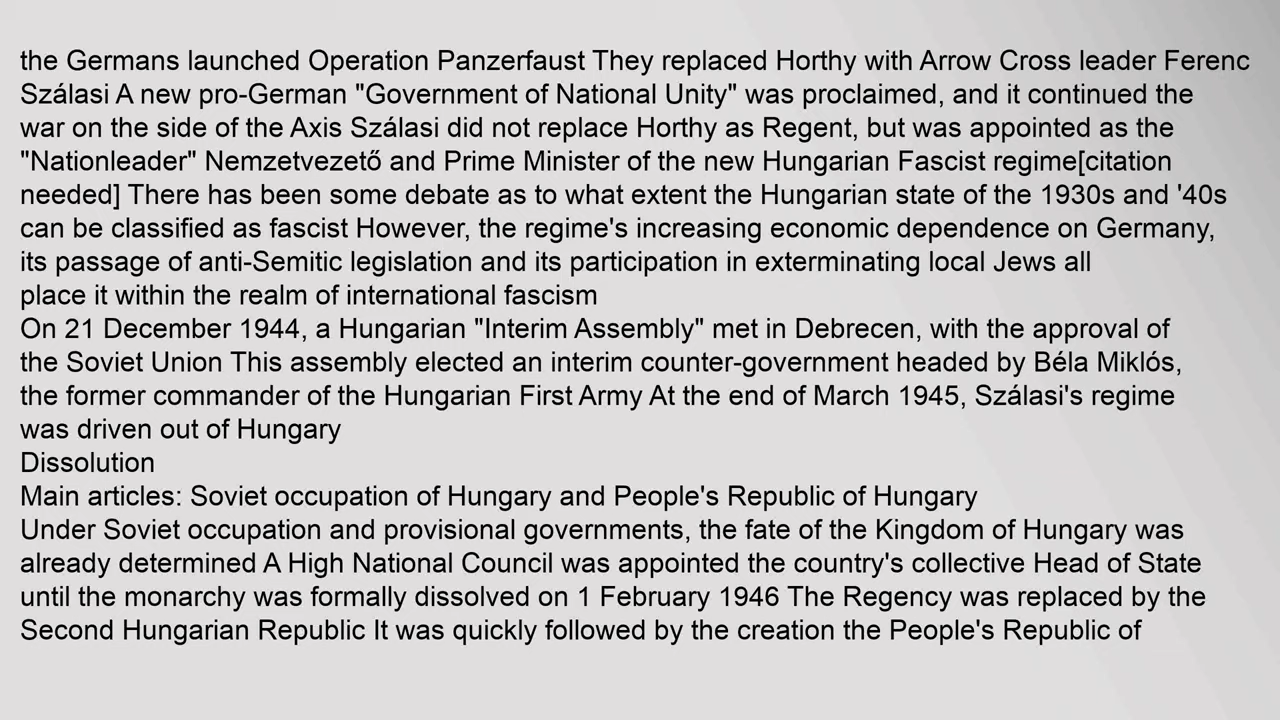 the Germans launched Operation Panzerfaust They replaced Horthy with Arrow Cross leader Ferenc
Szálasi A new pro-German "Government of National Unity" was proclaimed, and it continued the
war on the side of the Axis Szálasi did not replace Horthy as Regent, but was appointed as the
"Nationleader" Nemzetvezető and Prime Minister of the new Hungarian Fascist regime[citation
needed] There has been some debate as to what extent the Hungarian state of the 1930s and '40s
can be classified as fascist However, the regime's increasing economic dependence on Germany,
its passage of anti-Semitic legislation and its participation in exterminating local Jews all
place it within the realm of international fascism
On 21 December 1944, a Hungarian "Interim Assembly" met in Debrecen, with the approval of
the Soviet Union This assembly elected an interim counter-government headed by Béla Miklós,
the former commander of the Hungarian First Army At the end of March 1945, Szálasi's regime
was driven out of Hungary
Dissolution
Main articles: Soviet occupation of Hungary and People's Republic of Hungary
Under Soviet occupation and provisional governments, the fate of the Kingdom of Hungary was
already determined A High National Council was appointed the country's collective Head of State
until the monarchy was formally dissolved on 1 February 1946 The Regency was replaced by the
Second Hungarian Republic It was quickly followed by the creation the People's Republic of